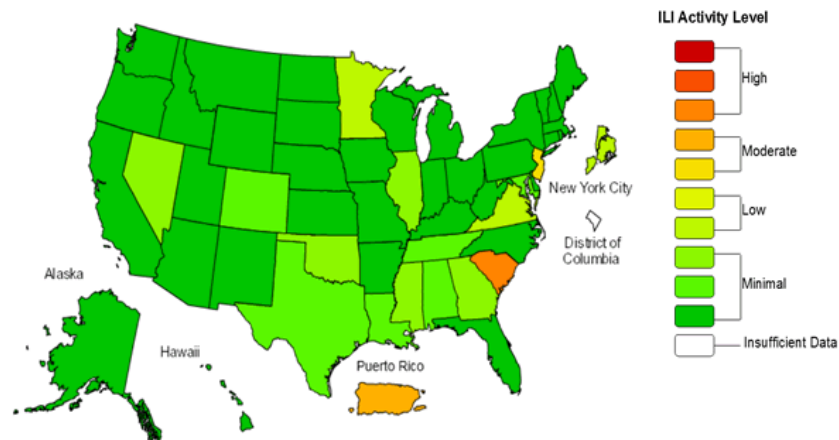 ILI Activity Level
High
Moderate
Low
Minimal
Insufficient Data
New York City
District of
Columbia
Alaska
Hawaii
Puerto Rico